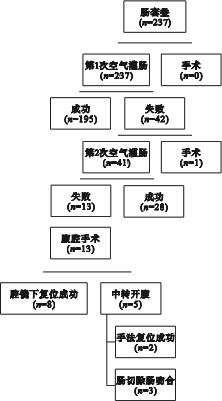 肠套叠
(n=237)
第1次空气灌肠
(n=237)
手术
(n=0)
成功
(n=195)
失败
(n=42)
第2次空气灌肠
(n=41)
手术
(n=1)
失败
(n=13)
成功
(n=28)
腹腔手术
(n=13)
腔镜下复位成功
(n=8)
中转开腹
(n=5)
手法复位成功
(n=2)
肠切除肠吻合
(n=3)